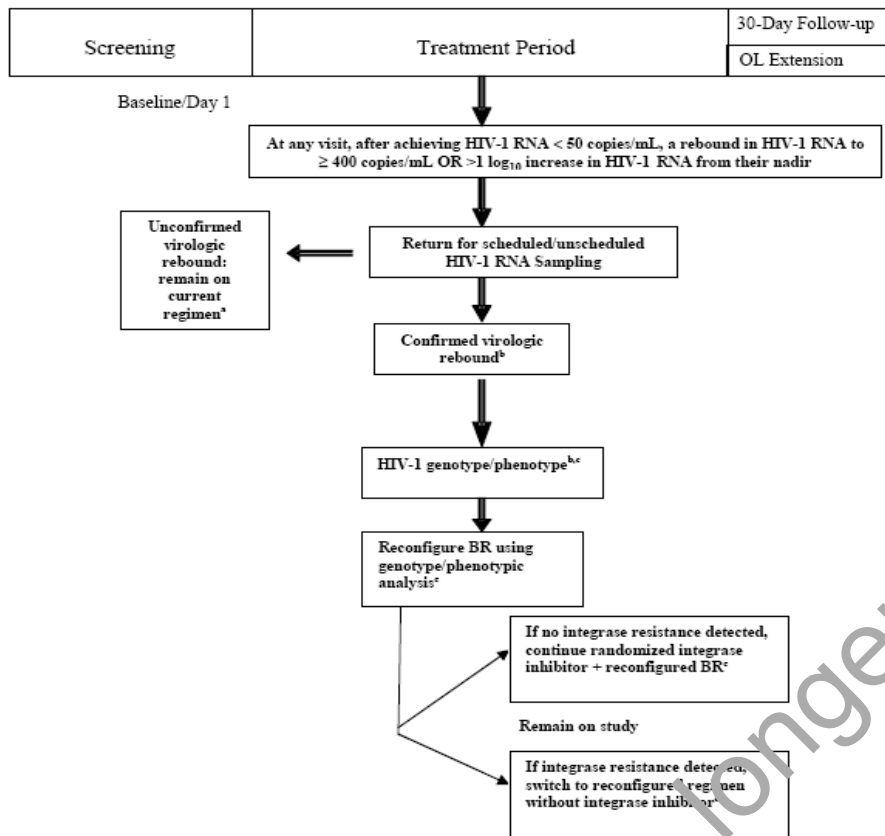 Screening
Treatment Period
30-Day Follow-up
OL Extension
Baseline/Day 1
At any visit, after achieving HIV-1 RNA < 50 copies/mL, a rebound in HIV-1 RNA to
≥ 400 copies/mL OR >1 log₁₀ increase in HIV-1 RNA from their nadir
Unconfirmed
virologic
rebound:
remain on
current
regimenᵃ
Return for scheduled/unscheduled
HIV-1 RNA Sampling
Confirmed virologic
reboundᵇ
HIV-1 genotype/phenotypeᵇ,ᶜ
Reconfigure BR using
genotype/phenotypic
analysisᶜ
If no integrase resistance detected,
continue randomized integrase
inhibitor + reconfigured BRᶜ
Remain on study
If integrase resistance detected,
switch to reconfigured regimen
without integrase inhibitor
longer